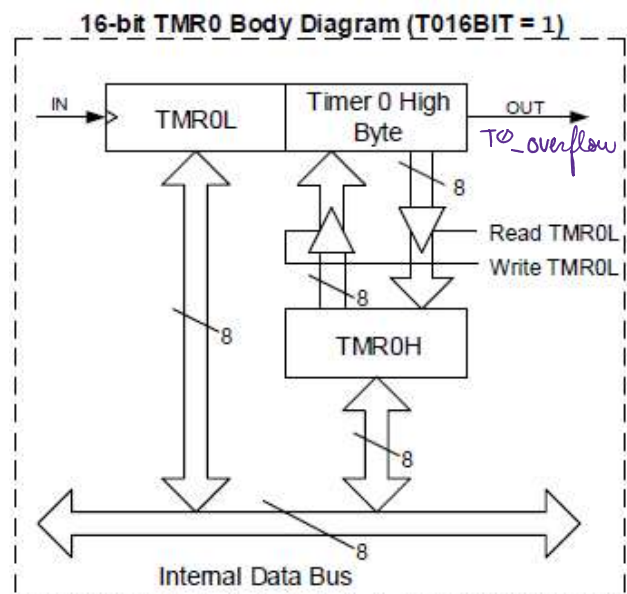 16-bit TMR0 Body Diagram (T016BIT = 1)
IN
TMR0L
Timer 0 High
Byte
OUT
T0_overflow
8
Read TMR0L
Write TMR0L
8
8
TMR0H
8
8
Internal Data Bus